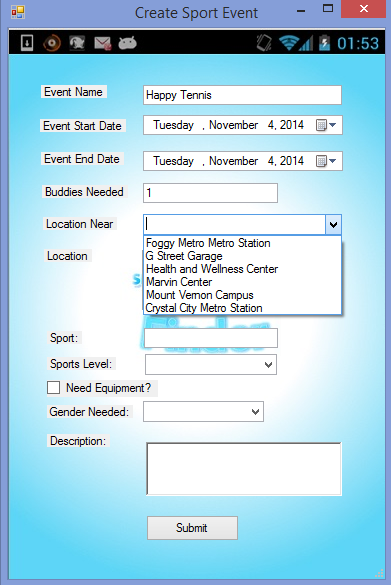 Create Sport Event
01:53
Event Name Happy Tennis
Event Start Date Tuesday , November 4, 2014
Event End Date Tuesday , November 4, 2014
Buddies Needed 1
Location Near
Foggy Metro Metro Station
G Street Garage
Health and Wellness Center
Marvin Center
Mount Vernon Campus
Crystal City Metro Station
Location
Sport:
Sports Level:
Need Equipment?
Gender Needed:
Description:
Submit